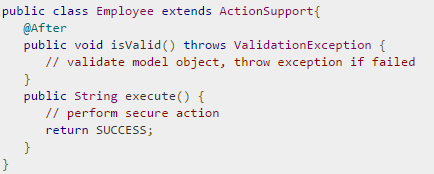 public class Employee extends ActionSupport{
@After
public void isValid() throws ValidationException {
// validate model object, throw exception if failed
}
public String execute() {
// perform secure action
return SUCCESS;
}
}